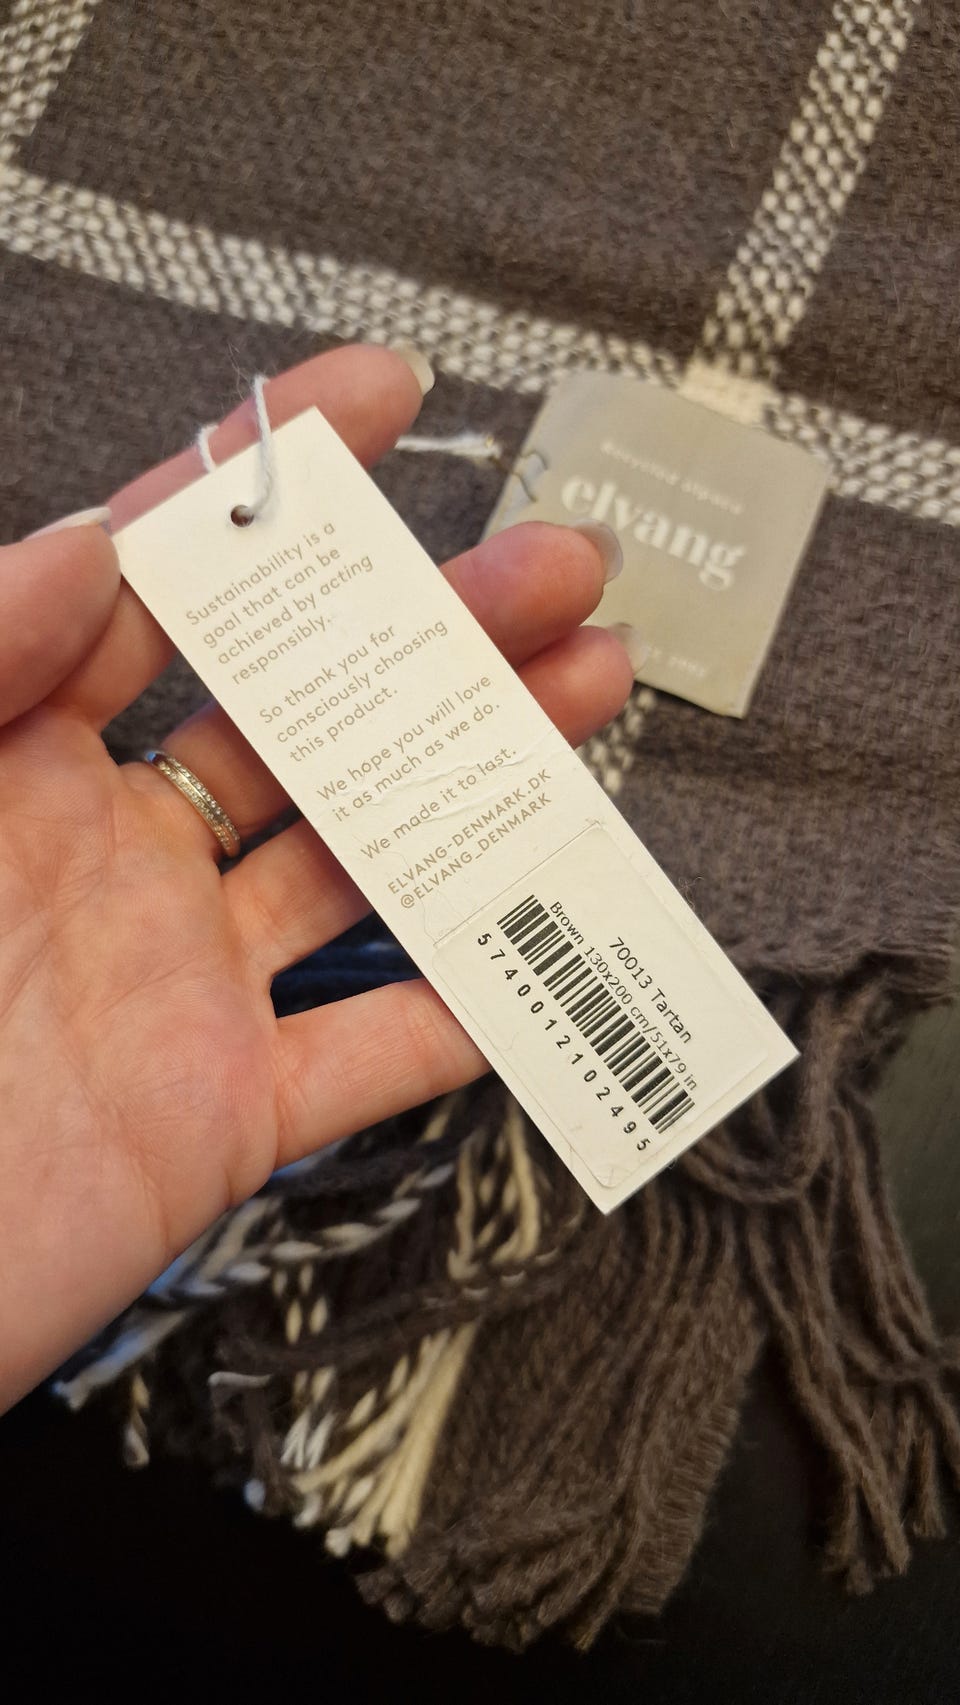 Sustainability is a
goal that can be
achieved by acting
responsibly.
So thank you for
consciously choosing
this product.
We hope you will love
it as much as we do.
We made it to last.
ELVANG-DENMARK.DK
@ELVANG_DENMARK
70013 Tartan
Brown 130x200 cm/51x79 in
5740012102495
elvang